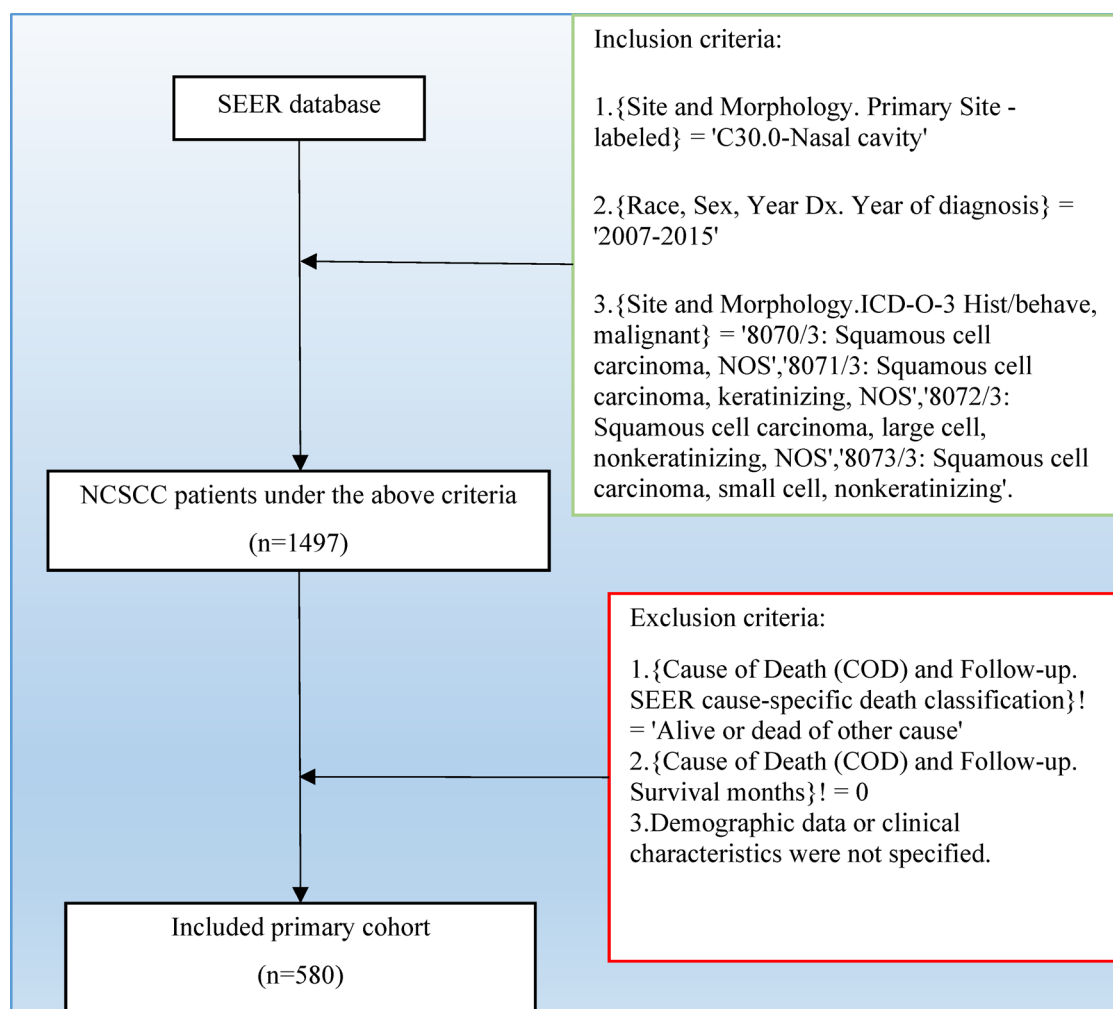 SEER database
Inclusion criteria:
1.{Site and Morphology. Primary Site -
labeled} = 'C30.0-Nasal cavity'
2.{Race, Sex, Year Dx. Year of diagnosis} =
'2007-2015'
3.{Site and Morphology.ICD-O-3 Hist/behave,
malignant} = '8070/3: Squamous cell
carcinoma, NOS','8071/3: Squamous cell
carcinoma, keratinizing, NOS','8072/3:
Squamous cell carcinoma, large cell,
nonkeratinizing, NOS','8073/3: Squamous cell
carcinoma, small cell, nonkeratinizing'.
NCSCC patients under the above criteria
(n=1497)
Exclusion criteria:
1.{Cause of Death (COD) and Follow-up.
SEER cause-specific death classification}!
= 'Alive or dead of other cause'
2.{Cause of Death (COD) and Follow-up.
Survival months}! = 0
3.Demographic data or clinical
characteristics were not specified.
Included primary cohort
(n=580)